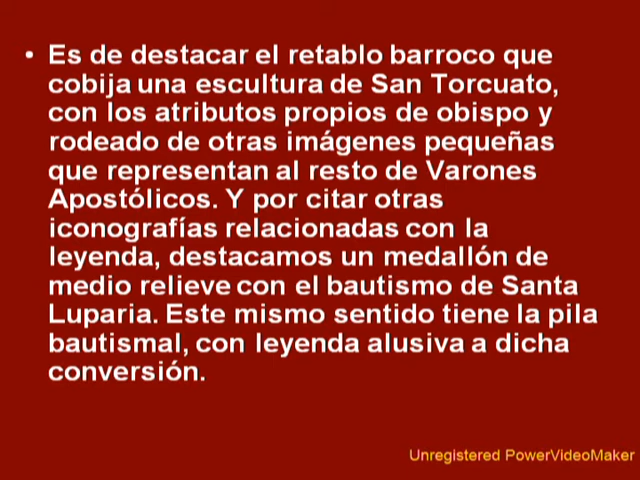 • Es de destacar el retablo barroco que
cobija una escultura de San Torcuato,
con los atributos propios de obispo y
rodeado de otras imágenes pequeñas
que representan al resto de Varones
Apostólicos. Y por citar otras
iconografías relacionadas con la
leyenda, destacamos un medallón de
medio relieve con el bautismo de Santa
Luparia. Este mismo sentido tiene la pila
bautismal, con leyenda alusiva a dicha
conversión.
Unregistered PowerVideoMaker